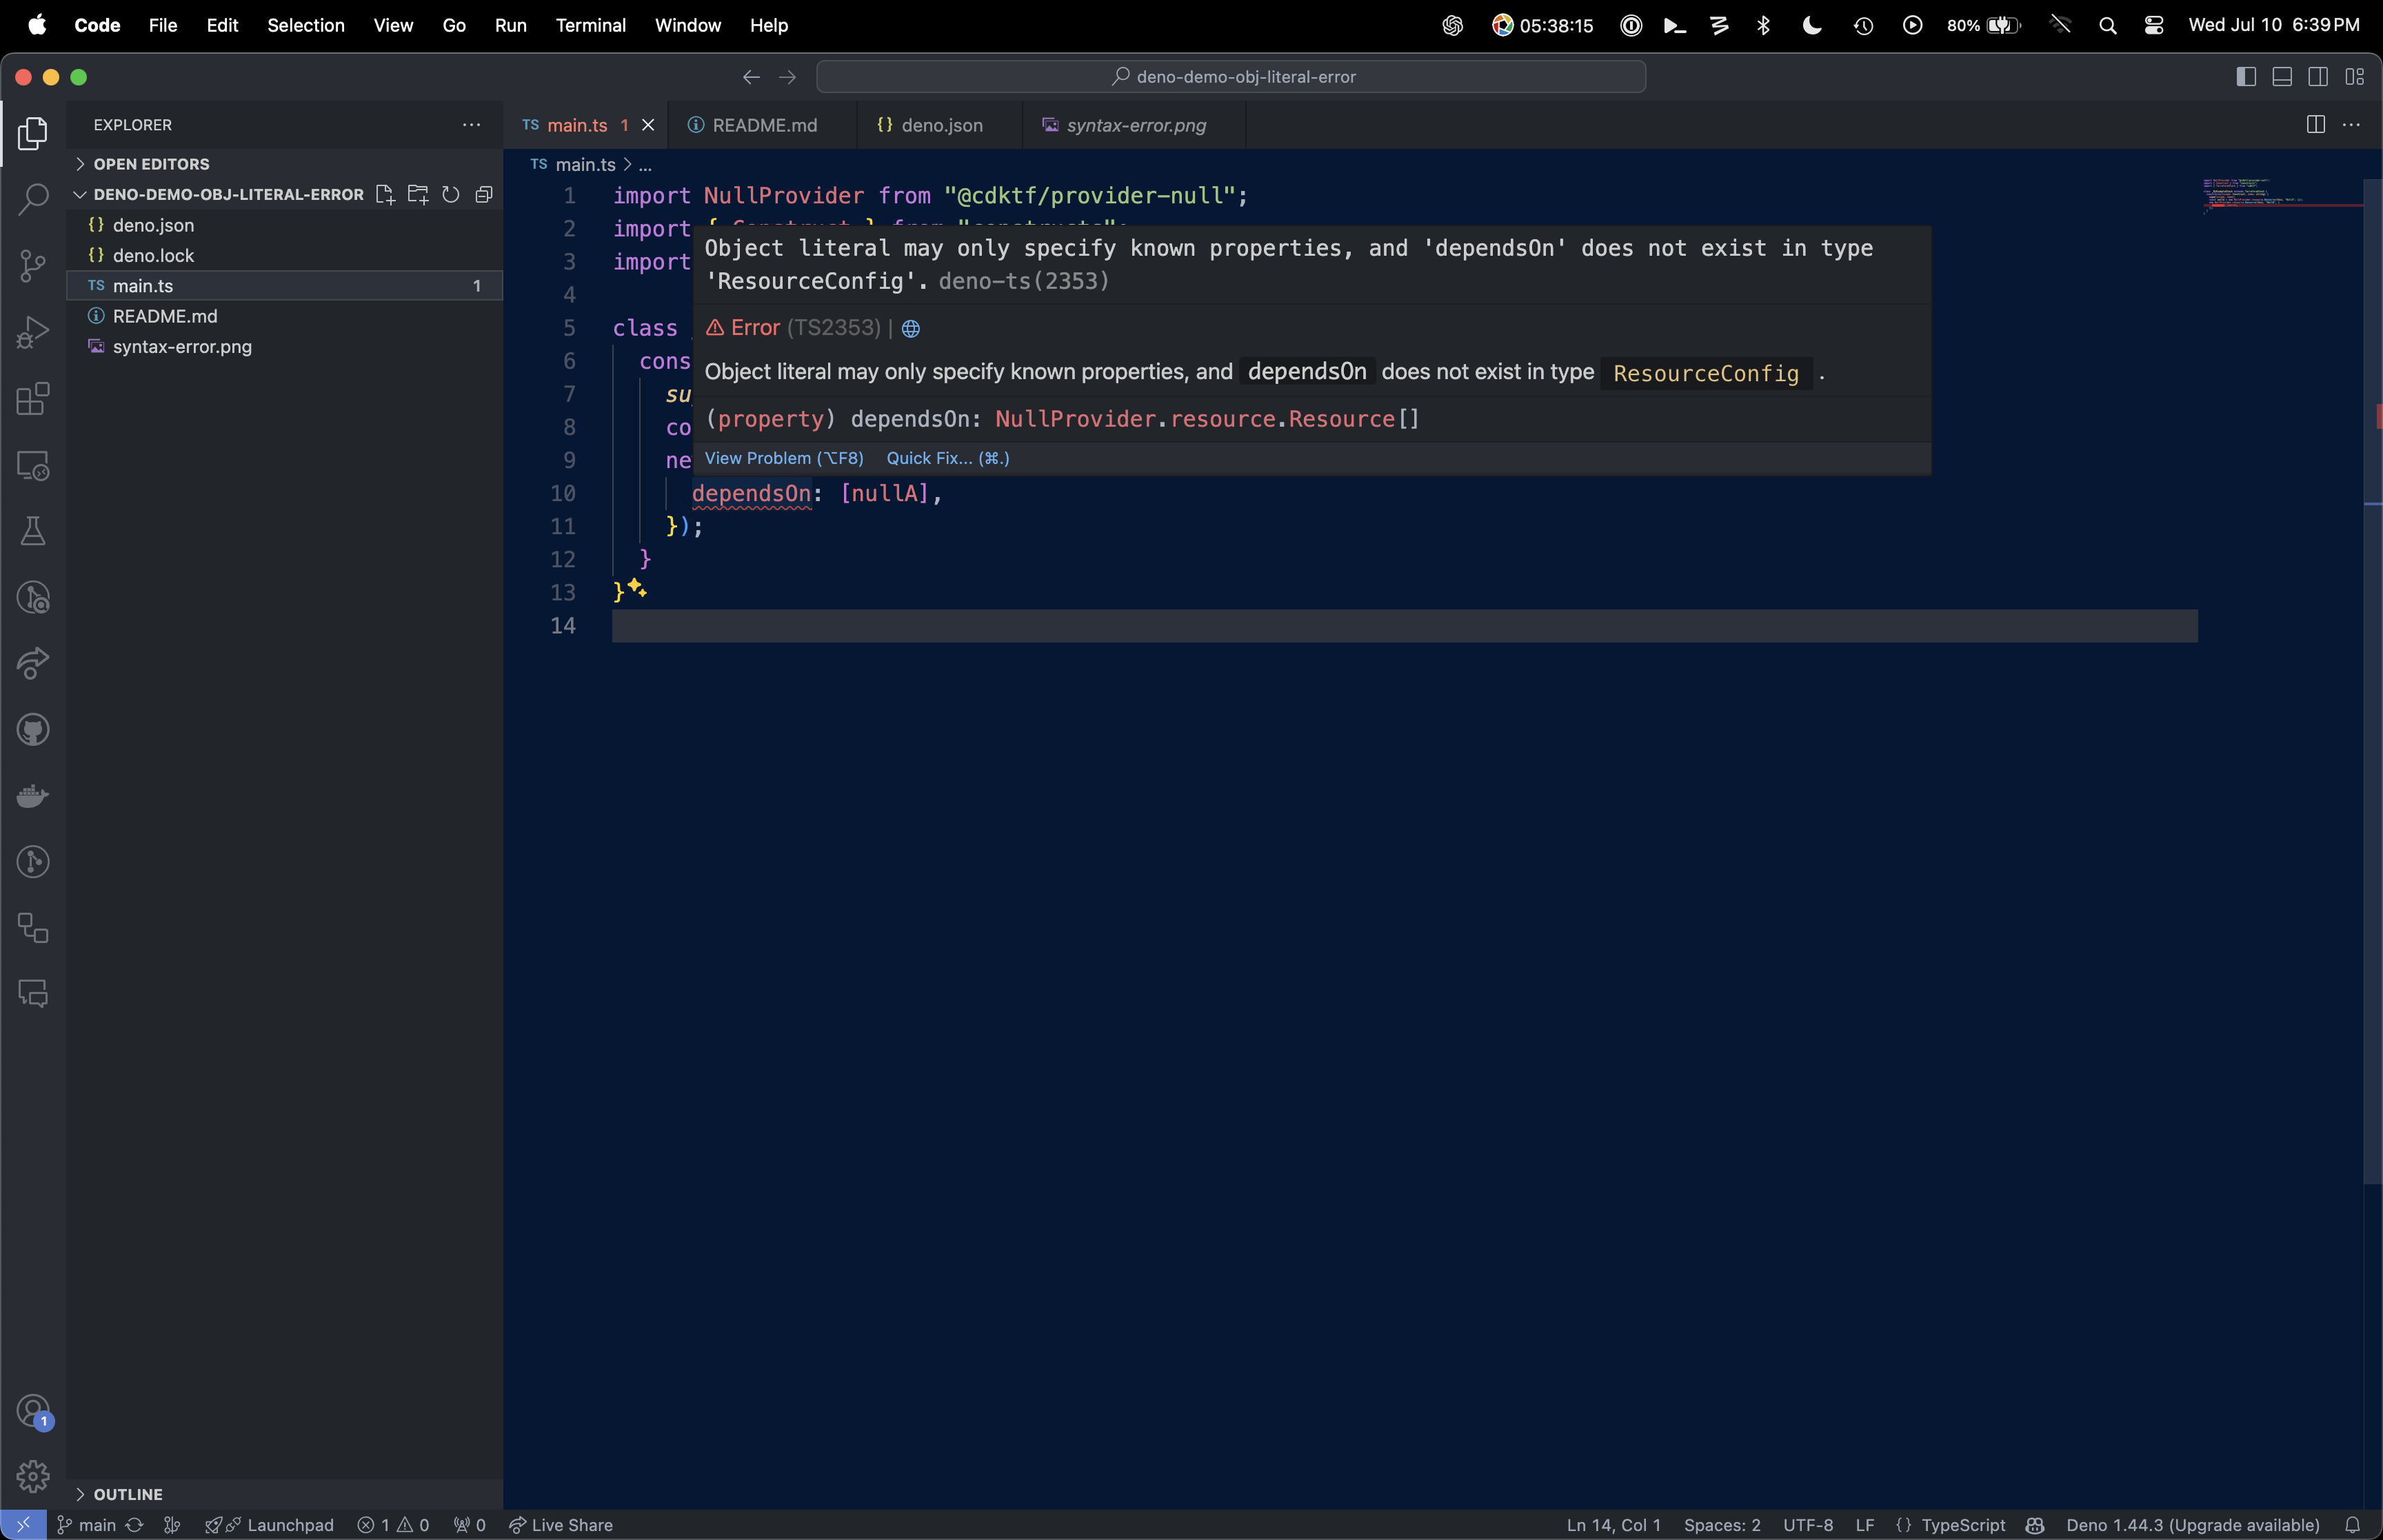 Code File Edit Selection View Go Run Terminal Window Help 05:38:15 80% Wed Jul 10 6:39 PM
deno-demo-obj-literal-error
EXPLORER
OPEN EDITORS
DENO-DEMO-OBJ-LITERAL-ERROR
{} deno.json
{} deno.lock
TS main.ts 1
README.md
syntax-error.png
OUTLINE
TS main.ts 1
README.md
{} deno.json
syntax-error.png
TS main.ts > ...
1 import NullProvider from "@cdktf/provider-null";
2 import { Construct } from "constructs";
3 import
4
5 class
6 cons
7 su
8 co
9 ne
Object literal may only specify known properties, and 'dependsOn' does not exist in type
'ResourceConfig'. deno-ts(2353)
Error (TS2353) |
Object literal may only specify known properties, and dependsOn does not exist in type ResourceConfig .
(property) dependsOn: NullProvider.resource.Resource[]
View Problem (⌥F8) Quick Fix... (⌘.)
10 dependsOn: [nullA],
11 });
12 }
13 }
14
1
main Launchpad 1 0 0 Live Share Ln 14, Col 1 Spaces: 2 UTF-8 LF {} TypeScript Deno 1.44.3 (Upgrade available)